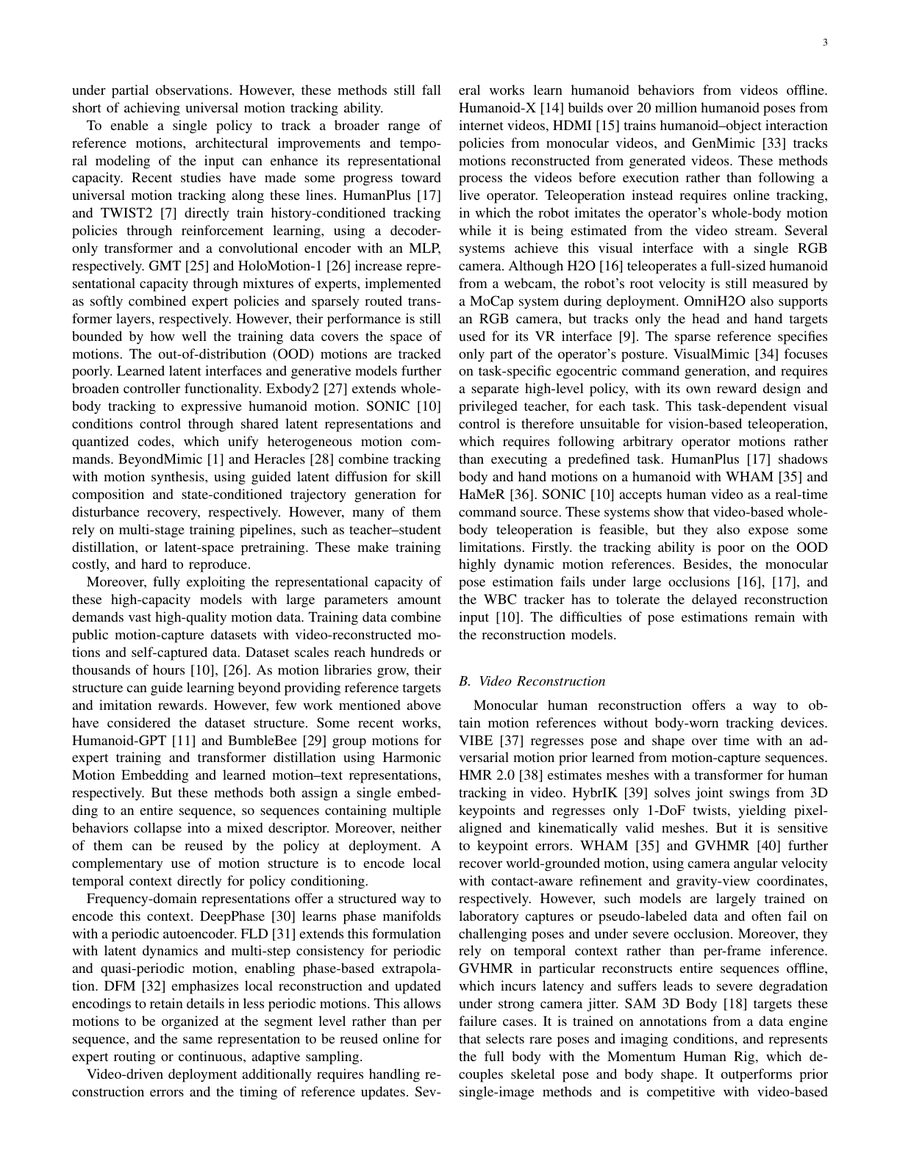 3
under partial observations. However, these methods still fall
short of achieving universal motion tracking ability.
To enable a single policy to track a broader range of
reference motions, architectural improvements and tempo-
ral modeling of the input can enhance its representational
capacity. Recent studies have made some progress toward
universal motion tracking along these lines. HumanPlus [17]
and TWIST2 [7] directly train history-conditioned tracking
policies through reinforcement learning, using a decoder-
only transformer and a convolutional encoder with an MLP,
respectively. GMT [25] and HoloMotion-1 [26] increase repre-
sentational capacity through mixtures of experts, implemented
as softly combined expert policies and sparsely routed trans-
former layers, respectively. However, their performance is still
bounded by how well the training data covers the space of
motions. The out-of-distribution (OOD) motions are tracked
poorly. Learned latent interfaces and generative models further
broaden controller functionality. Exbody2 [27] extends whole-
body tracking to expressive humanoid motion. SONIC [10]
conditions control through shared latent representations and
quantized codes, which unify heterogeneous motion com-
mands. BeyondMimic [1] and Heracles [28] combine tracking
with motion synthesis, using guided latent diffusion for skill
composition and state-conditioned trajectory generation for
disturbance recovery, respectively. However, many of them
rely on multi-stage training pipelines, such as teacher–student
distillation, or latent-space pretraining. These make training
costly, and hard to reproduce.
Moreover, fully exploiting the representational capacity of
these high-capacity models with large parameters amount
demands vast high-quality motion data. Training data combine
public motion-capture datasets with video-reconstructed mo-
tions and self-captured data. Dataset scales reach hundreds or
thousands of hours [10], [26]. As motion libraries grow, their
structure can guide learning beyond providing reference targets
and imitation rewards. However, few work mentioned above
have considered the dataset structure. Some recent works,
Humanoid-GPT [11] and BumbleBee [29] group motions for
expert training and transformer distillation using Harmonic
Motion Embedding and learned motion–text representations,
respectively. But these methods both assign a single embed-
ding to an entire sequence, so sequences containing multiple
behaviors collapse into a mixed descriptor. Moreover, neither
of them can be reused by the policy at deployment. A
complementary use of motion structure is to encode local
temporal context directly for policy conditioning.
Frequency-domain representations offer a structured way to
encode this context. DeepPhase [30] learns phase manifolds
with a periodic autoencoder. FLD [31] extends this formulation
with latent dynamics and multi-step consistency for periodic
and quasi-periodic motion, enabling phase-based extrapola-
tion. DFM [32] emphasizes local reconstruction and updated
encodings to retain details in less periodic motions. This allows
motions to be organized at the segment level rather than per
sequence, and the same representation to be reused online for
expert routing or continuous, adaptive sampling.
Video-driven deployment additionally requires handling re-
construction errors and the timing of reference updates. Sev-
eral works learn humanoid behaviors from videos offline.
Humanoid-X [14] builds over 20 million humanoid poses from
internet videos, HDMI [15] trains humanoid–object interaction
policies from monocular videos, and GenMimic [33] tracks
motions reconstructed from generated videos. These methods
process the videos before execution rather than following a
live operator. Teleoperation instead requires online tracking,
in which the robot imitates the operator's whole-body motion
while it is being estimated from the video stream. Several
systems achieve this visual interface with a single RGB
camera. Although H2O [16] teleoperates a full-sized humanoid
from a webcam, the robot's root velocity is still measured by
a MoCap system during deployment. OmniH2O also supports
an RGB camera, but tracks only the head and hand targets
used for its VR interface [9]. The sparse reference specifies
only part of the operator's posture. VisualMimic [34] focuses
on task-specific egocentric command generation, and requires
a separate high-level policy, with its own reward design and
privileged teacher, for each task. This task-dependent visual
control is therefore unsuitable for vision-based teleoperation,
which requires following arbitrary operator motions rather
than executing a predefined task. HumanPlus [17] shadows
body and hand motions on a humanoid with WHAM [35] and
HaMeR [36]. SONIC [10] accepts human video as a real-time
command source. These systems show that video-based whole-
body teleoperation is feasible, but they also expose some
limitations. Firstly. the tracking ability is poor on the OOD
highly dynamic motion references. Besides, the monocular
pose estimation fails under large occlusions [16], [17], and
the WBC tracker has to tolerate the delayed reconstruction
input [10]. The difficulties of pose estimations remain with
the reconstruction models.
B. Video Reconstruction
Monocular human reconstruction offers a way to ob-
tain motion references without body-worn tracking devices.
VIBE [37] regresses pose and shape over time with an ad-
versarial motion prior learned from motion-capture sequences.
HMR 2.0 [38] estimates meshes with a transformer for human
tracking in video. HybrIK [39] solves joint swings from 3D
keypoints and regresses only 1-DoF twists, yielding pixel-
aligned and kinematically valid meshes. But it is sensitive
to keypoint errors. WHAM [35] and GVHMR [40] further
recover world-grounded motion, using camera angular velocity
with contact-aware refinement and gravity-view coordinates,
respectively. However, such models are largely trained on
laboratory captures or pseudo-labeled data and often fail on
challenging poses and under severe occlusion. Moreover, they
rely on temporal context rather than per-frame inference.
GVHMR in particular reconstructs entire sequences offline,
which incurs latency and suffers leads to severe degradation
under strong camera jitter. SAM 3D Body [18] targets these
failure cases. It is trained on annotations from a data engine
that selects rare poses and imaging conditions, and represents
the full body with the Momentum Human Rig, which de-
couples skeletal pose and body shape. It outperforms prior
single-image methods and is competitive with video-based